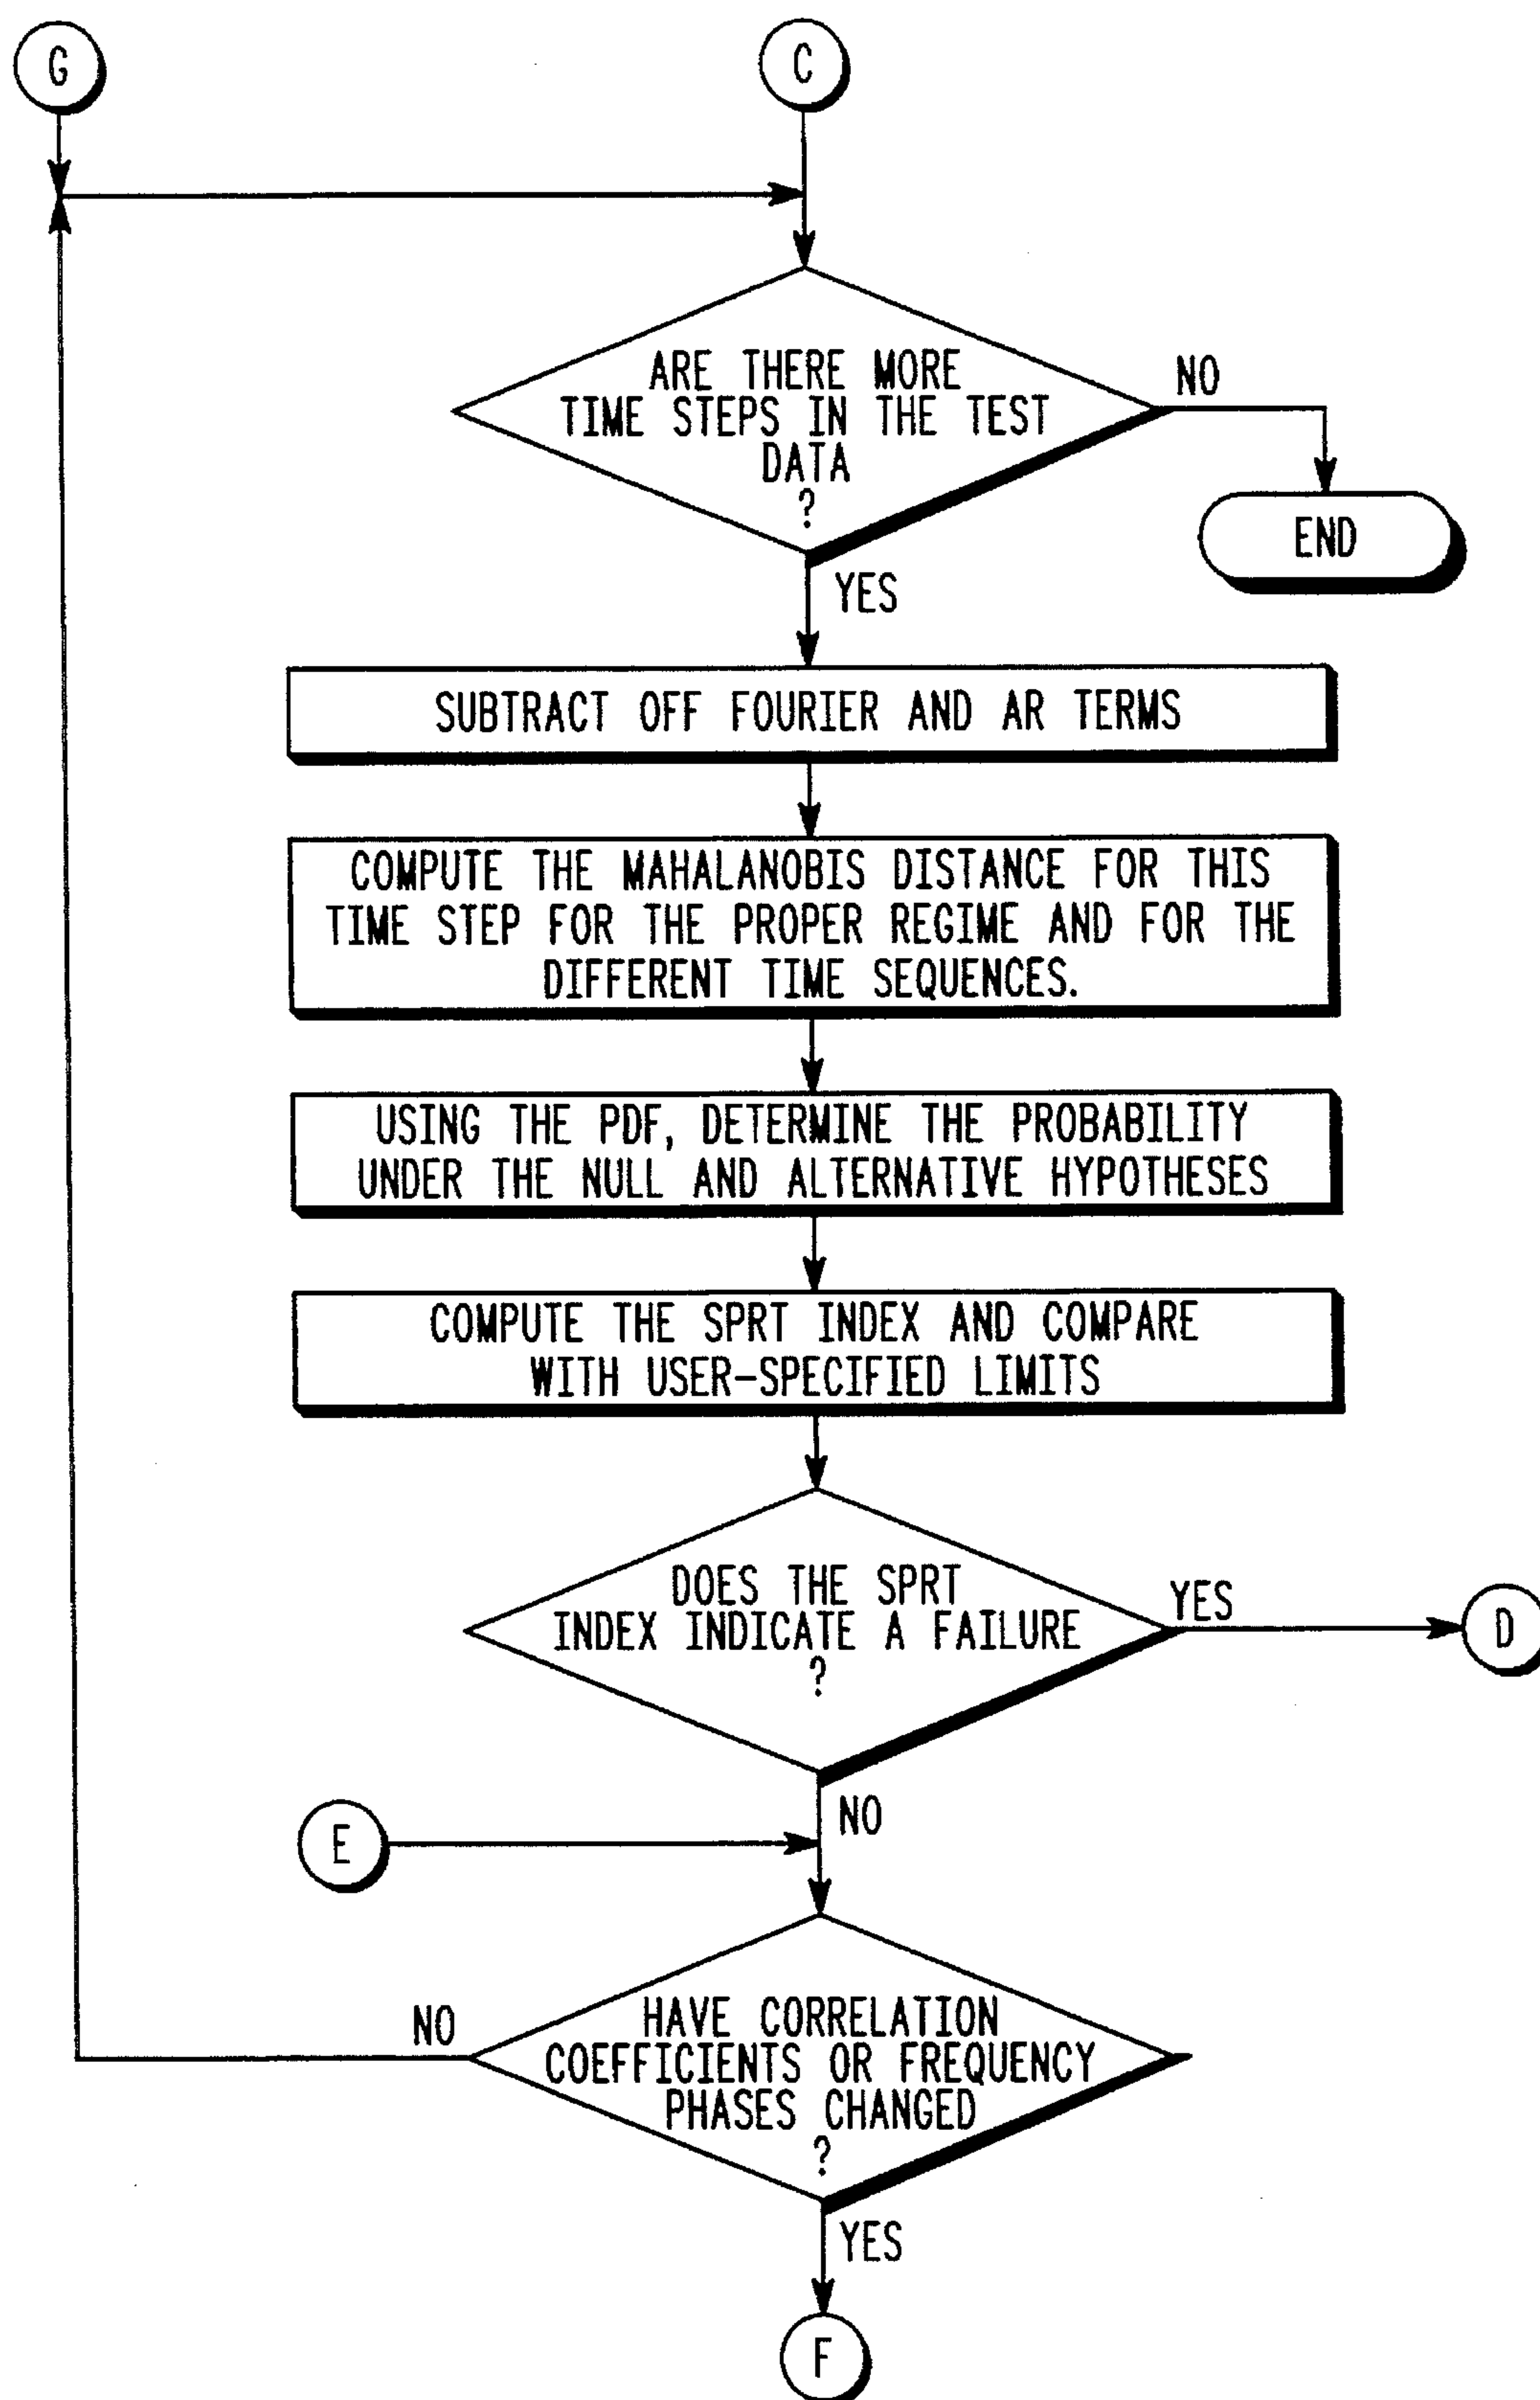 G
C
ARE THERE MORE
TIME STEPS IN THE TEST
DATA
?
NO
END
YES
SUBTRACT OFF FOURIER AND AR TERMS
COMPUTE THE MAHALANOBIS DISTANCE FOR THIS
TIME STEP FOR THE PROPER REGIME AND FOR THE
DIFFERENT TIME SEQUENCES.
USING THE PDF, DETERMINE THE PROBABILITY
UNDER THE NULL AND ALTERNATIVE HYPOTHESES
COMPUTE THE SPRT INDEX AND COMPARE
WITH USER-SPECIFIED LIMITS
DOES THE SPRT
INDEX INDICATE A FAILURE
?
YES
D
NO
E
HAVE CORRELATION
COEFFICIENTS OR FREQUENCY
PHASES CHANGED
?
NO
YES
F